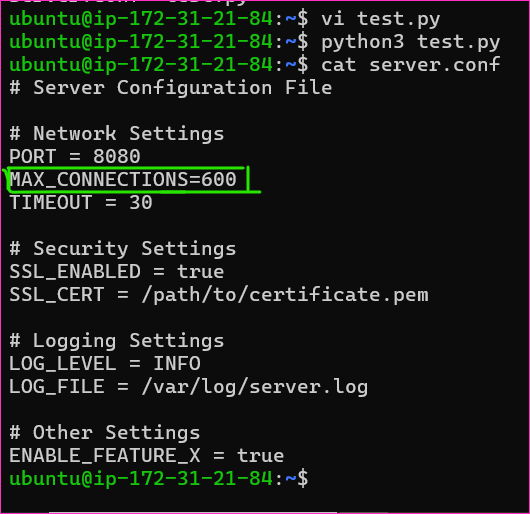 ubuntu@ip-172-31-21-84:~$ vi test.py
ubuntu@ip-172-31-21-84:~$ python3 test.py
ubuntu@ip-172-31-21-84:~$ cat server.conf
# Server Configuration File
# Network Settings
PORT = 8080
MAX_CONNECTIONS=600
TIMEOUT = 30
# Security Settings
SSL_ENABLED = true
SSL_CERT = /path/to/certificate.pem
# Logging Settings
LOG_LEVEL = INFO
LOG_FILE = /var/log/server.log
# Other Settings
ENABLE_FEATURE_X = true
ubuntu@ip-172-31-21-84:~$